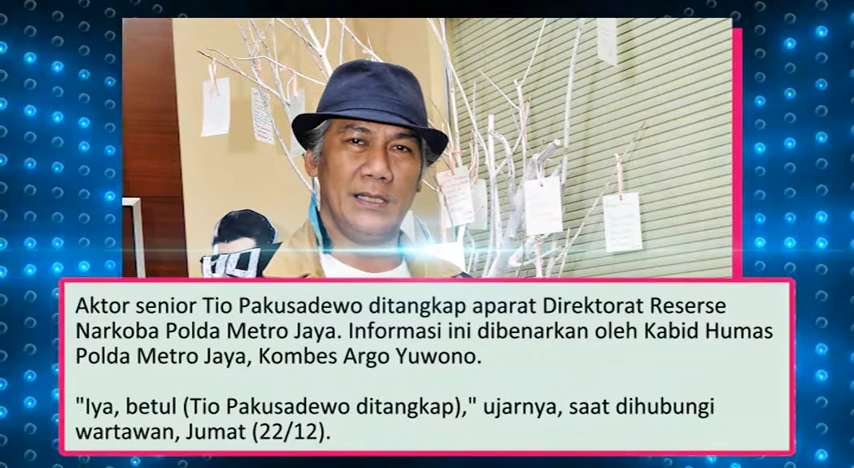 Aktor senior Tio Pakusadewo ditangkap aparat Direktorat Reserse
Narkoba Polda Metro Jaya. Informasi ini dibenarkan oleh Kabid Humas
Polda Metro Jaya, Kombes Argo Yuwono.
"Iya, betul (Tio Pakusadewo ditangkap)," ujarnya, saat dihubungi
wartawan, Jumat (22/12).